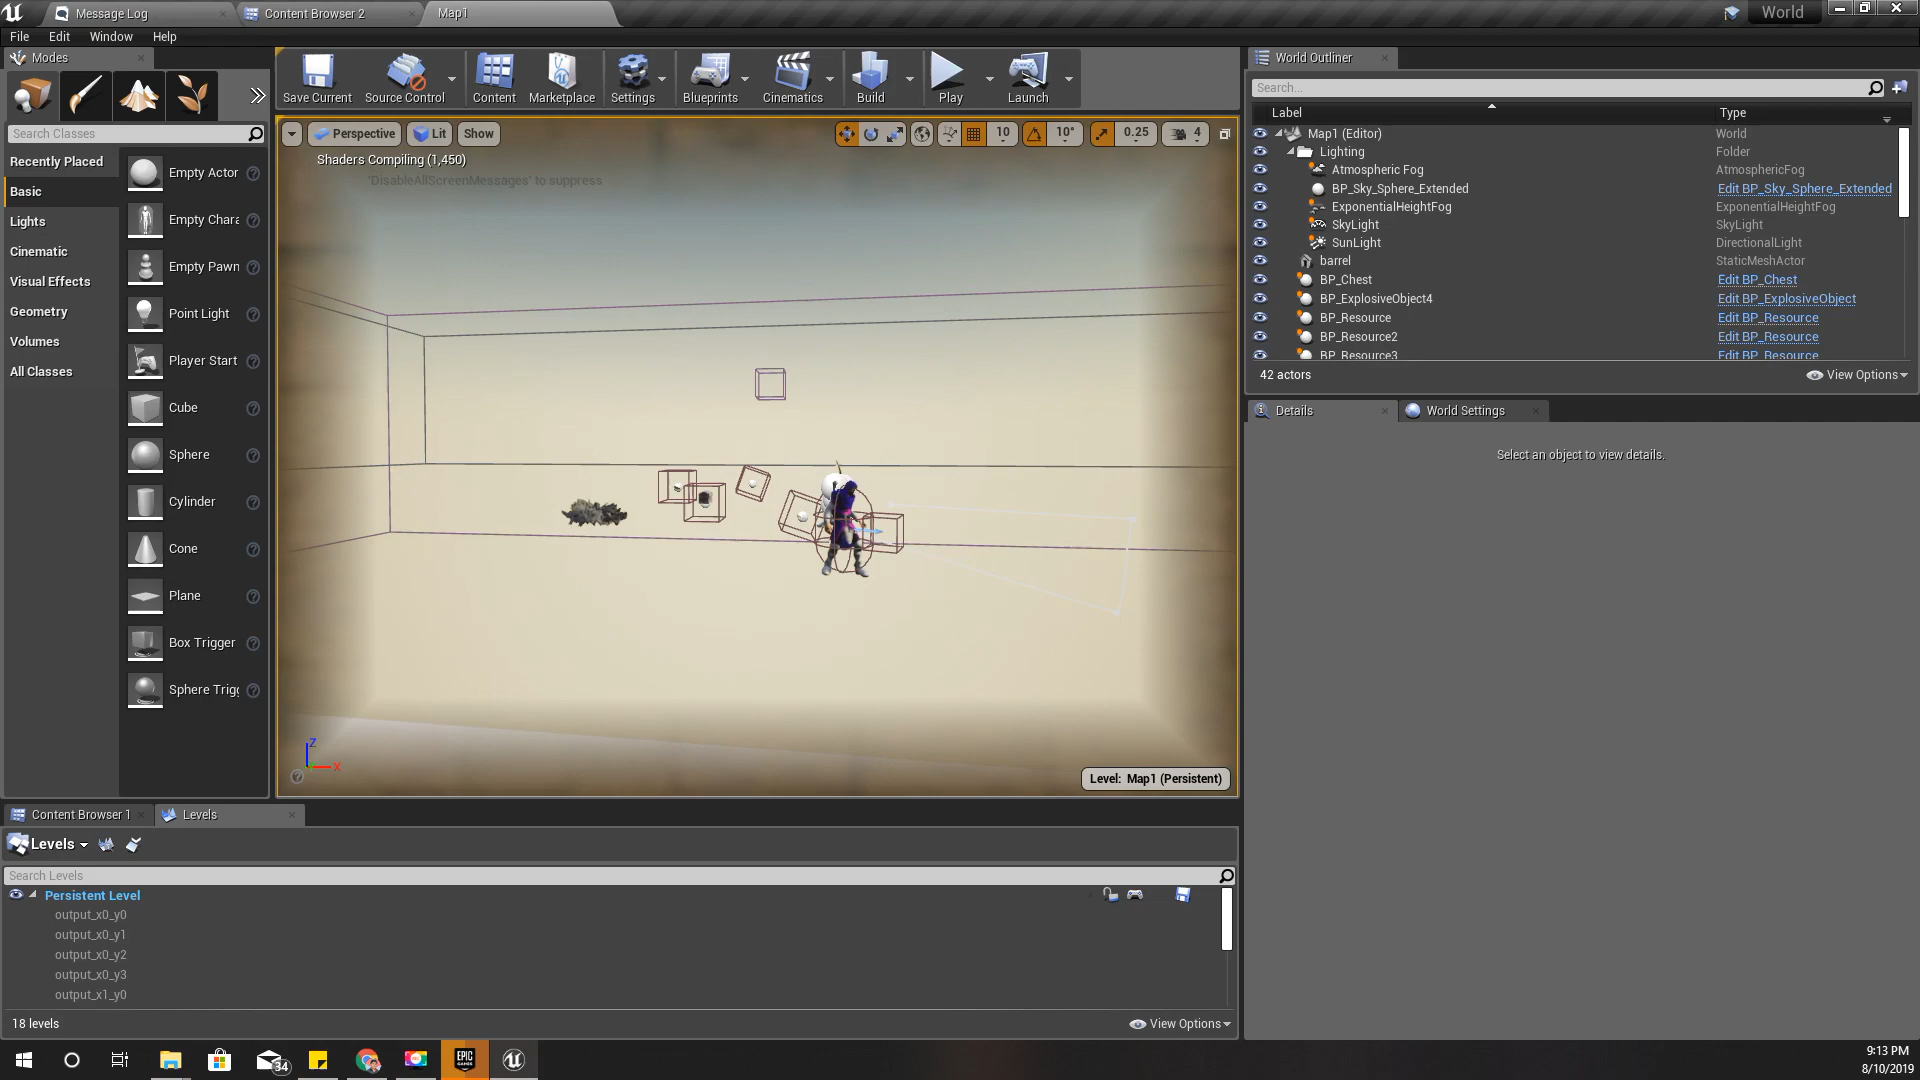 Message Log
Content Browser 2
Map1
World
File
Edit
Window
Help
Modes
Save Current
Source Control
Content
Marketplace
Settings
Blueprints
Cinematics
Build
Play
Launch
World Outliner
Search Classes
Recently Placed
Basic
Lights
Cinematic
Visual Effects
Geometry
Volumes
All Classes
Empty Actor
Empty Chara
Empty Pawn
Point Light
Player Start
Cube
Sphere
Cylinder
Cone
Plane
Box Trigger
Sphere Trigg
Perspective
Lit
Show
10
10°
0.25
4
Shaders Compiling (1,450)
'DisableAllScreenMessages' to suppress
Z
X
Level: Map1 (Persistent)
Search...
Label
Type
Map1 (Editor)
World
Lighting
Folder
Atmospheric Fog
AtmosphericFog
BP_Sky_Sphere_Extended
Edit BP_Sky_Sphere_Extended
ExponentialHeightFog
ExponentialHeightFog
SkyLight
SkyLight
SunLight
DirectionalLight
barrel
StaticMeshActor
BP_Chest
Edit BP_Chest
BP_ExplosiveObject4
Edit BP_ExplosiveObject
BP_Resource
Edit BP_Resource
BP_Resource2
Edit BP_Resource
BP_Resource3
Edit BP_Resource
42 actors
View Options
Details
World Settings
Select an object to view details.
Content Browser 1
Levels
Levels
Search Levels
Persistent Level
output_x0_y0
output_x0_y1
output_x0_y2
output_x0_y3
output_x1_y0
18 levels
View Options
34
EPIC
GAMES
9:13 PM
8/10/2019